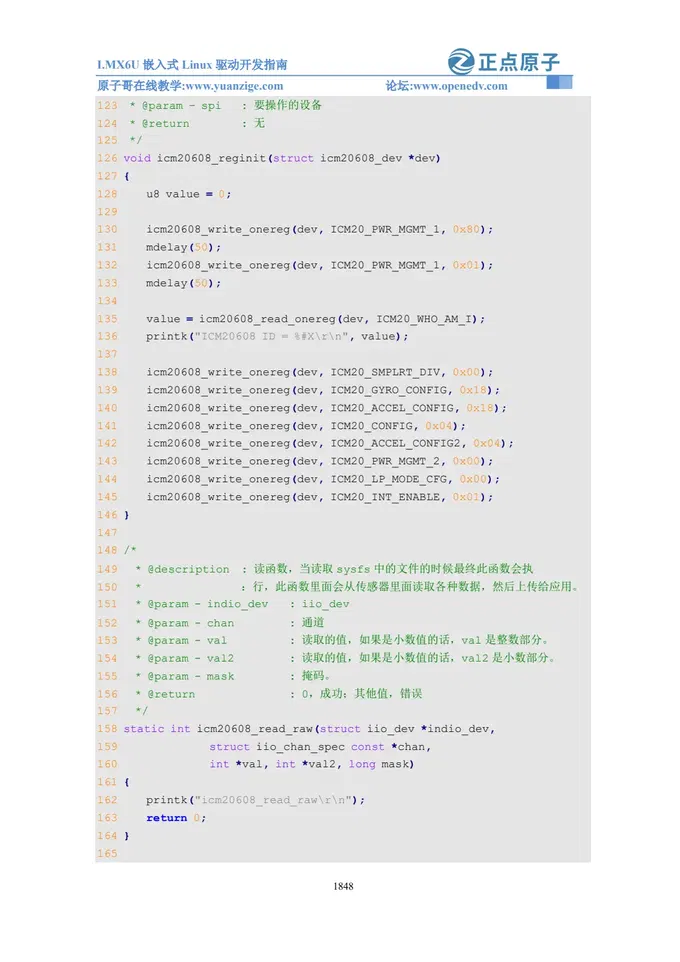 I.MX6U 嵌入式 Linux 驱动开发指南
正点原子
原子哥在线教学:www.yuanzige.com 论坛:www.openedv.com
123 * @param - spi : 要操作的设备
124 * @return : 无
125 */
126 void icm20608_reginit(struct icm20608_dev *dev)
127 {
128 u8 value = 0;
129
130 icm20608_write_onereg(dev, ICM20_PWR_MGMT_1, 0x80);
131 mdelay(50);
132 icm20608_write_onereg(dev, ICM20_PWR_MGMT_1, 0x01);
133 mdelay(50);
134
135 value = icm20608_read_onereg(dev, ICM20_WHO_AM_I);
136 printk("ICM20608 ID = %#X\r\n", value);
137
138 icm20608_write_onereg(dev, ICM20_SMPLRT_DIV, 0x00);
139 icm20608_write_onereg(dev, ICM20_GYRO_CONFIG, 0x18);
140 icm20608_write_onereg(dev, ICM20_ACCEL_CONFIG, 0x18);
141 icm20608_write_onereg(dev, ICM20_CONFIG, 0x04);
142 icm20608_write_onereg(dev, ICM20_ACCEL_CONFIG2, 0x04);
143 icm20608_write_onereg(dev, ICM20_PWR_MGMT_2, 0x00);
144 icm20608_write_onereg(dev, ICM20_LP_MODE_CFG, 0x00);
145 icm20608_write_onereg(dev, ICM20_INT_ENABLE, 0x01);
146 }
147
148 /*
149 * @description : 读函数，当读取 sysfs 中的文件的时候最终此函数会执
150 * : 行，此函数里面会从传感器里面读取各种数据，然后上传给应用。
151 * @param - indio_dev : iio_dev
152 * @param - chan : 通道
153 * @param - val : 读取的值，如果是小数值的话，val 是整数部分。
154 * @param - val2 : 读取的值，如果是小数值的话，val2 是小数部分。
155 * @param - mask : 掩码。
156 * @return : 0，成功；其他值，错误
157 */
158 static int icm20608_read_raw(struct iio_dev *indio_dev,
159 struct iio_chan_spec const *chan,
160 int *val, int *val2, long mask)
161 {
162 printk("icm20608_read_raw\r\n");
163 return 0;
164 }
165
1848